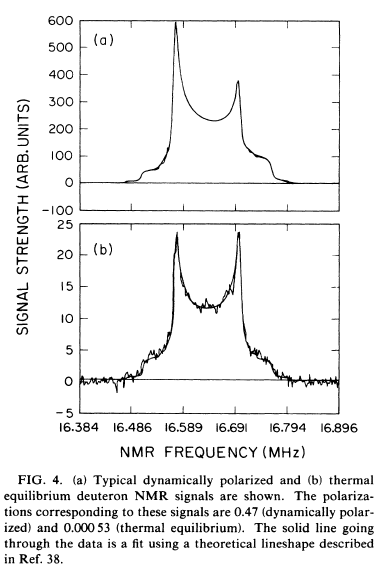 600
500
400
300
200
100
0
-100
(a)
25
20
15
10
5
0
-5
(b)
SIGNAL STRENGTH (ARB. UNITS)
16.384 16.486 16.589 16.691 16.794 16.896
NMR FREQUENCY (MHz)
FIG. 4. (a) Typical dynamically polarized and (b) thermal
equilibrium deuteron NMR signals are shown. The polariza-
tions corresponding to these signals are 0.47 (dynamically polar-
ized) and 0.000 53 (thermal equilibrium). The solid line going
through the data is a fit using a theoretical lineshape described
in Ref. 38.